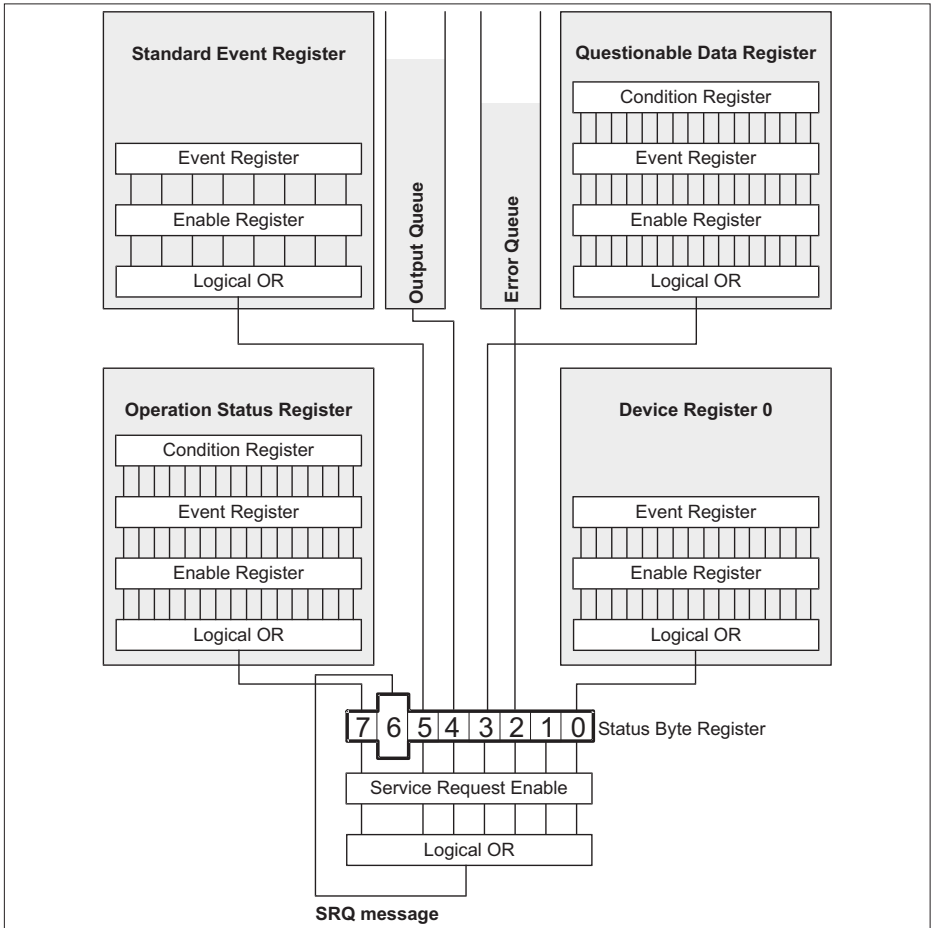 Standard Event Register
Event Register
Enable Register
Logical OR
Output Queue
Error Queue
Questionable Data Register
Condition Register
Event Register
Enable Register
Logical OR
Operation Status Register
Condition Register
Event Register
Enable Register
Logical OR
Device Register 0
Event Register
Enable Register
Logical OR
7 6 5 4 3 2 1 0 Status Byte Register
Service Request Enable
Logical OR
SRQ message